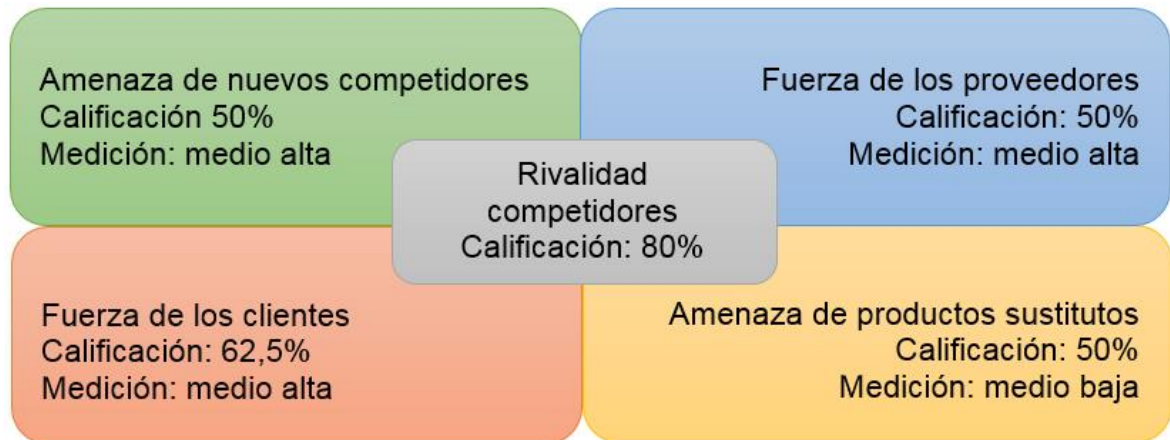 Amenaza de nuevos competidores
Calificación 50%
Medición: medio alta
Fuerza de los proveedores
Calificación: 50%
Medición: medio alta
Rivalidad
competidores
Calificación: 80%
Fuerza de los clientes
Calificación: 62,5%
Medición: medio alta
Amenaza de productos sustitutos
Calificación: 50%
Medición: medio baja